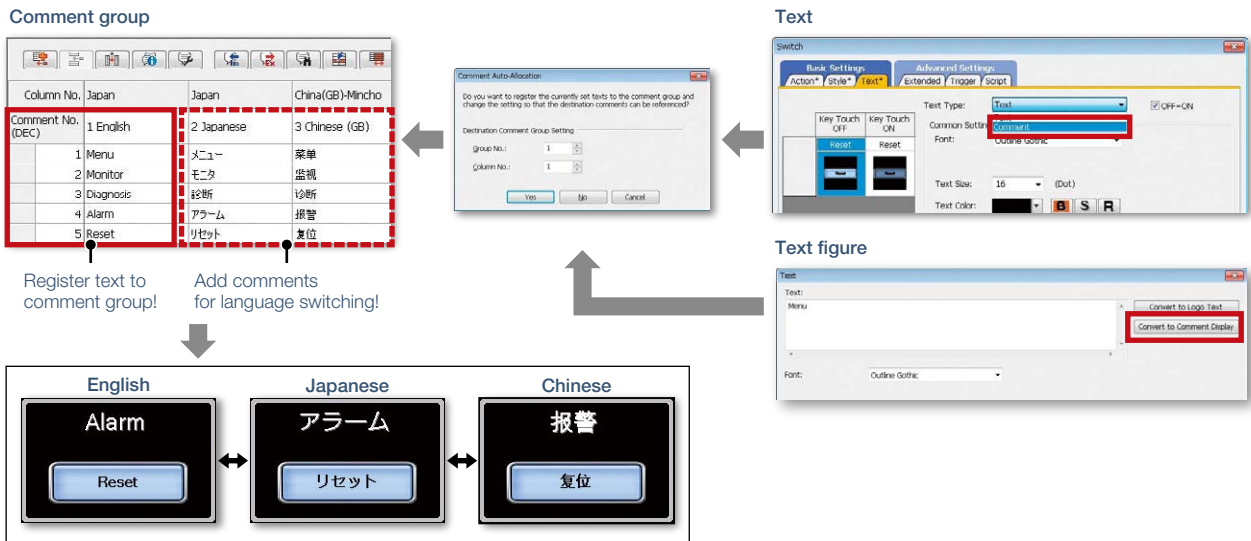 Comment group
Column No. Japan Japan China(GB)-Mincho
Comment No. (DEC) 1 English 2 Japanese 3 Chinese (GB)
1 Menu メニュー 菜单
2 Monitor モニタ 监视
3 Diagnosis 診断 诊断
4 Alarm アラーム 报警
5 Reset リセット 复位
Register text to
comment group!
Add comments
for language switching!
Comment Auto-Allocation
Do you want to register the currently set texts to the comment group and
change the setting so that the destination comments can be referenced?
Destination Comment Group Setting
Group No.: 1
Column No.: 1
Yes No Cancel
Text
Switch
Basic Settings Advanced Settings
Action* Style* Text* Extended Trigger Script
Text Type: Text OFF=ON
Comment
Key Touch OFF Key Touch ON
Reset Reset
Font: Outline Gothic
Text Size: 16 (Dot)
Text Color: B S R
Text figure
Text
Text:
Menu
Convert to Logo Text
Convert to Comment Display
Font: Outline Gothic
English Japanese Chinese
Alarm アラーム 报警
Reset リセット 复位